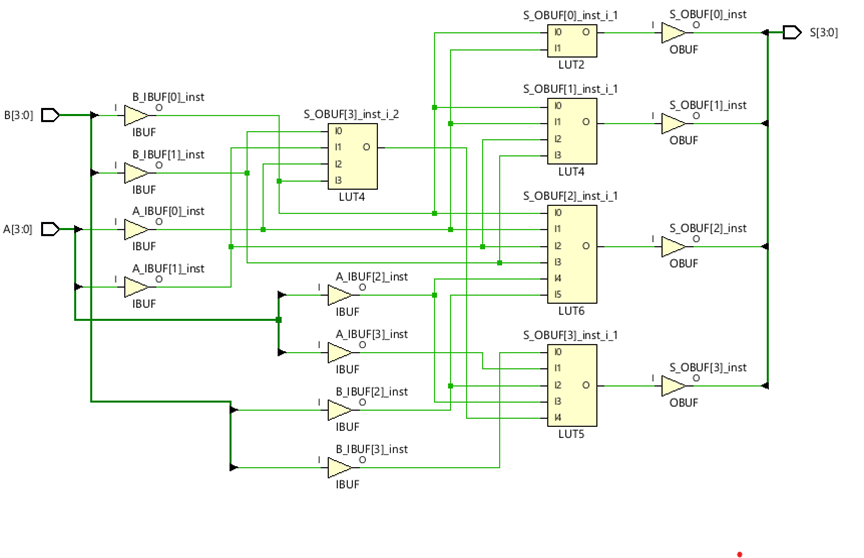 S_OBUF[0]_inst_i_1
I0
I1
O
LUT2
S_OBUF[0]_inst
I
O
OBUF
S[3:0]
B[3:0]
B_IBUF[0]_inst
I
O
IBUF
S_OBUF[3]_inst_i_2
I0
I1
I2
I3
O
LUT4
S_OBUF[1]_inst_i_1
I0
I1
I2
I3
O
LUT4
S_OBUF[1]_inst
I
O
OBUF
B_IBUF[1]_inst
I
O
IBUF
A[3:0]
A_IBUF[0]_inst
I
O
IBUF
S_OBUF[2]_inst_i_1
I0
I1
I2
I3
I4
I5
O
LUT6
S_OBUF[2]_inst
I
O
OBUF
A_IBUF[1]_inst
I
O
IBUF
A_IBUF[2]_inst
I
O
IBUF
A_IBUF[3]_inst
I
O
IBUF
S_OBUF[3]_inst_i_1
I0
I1
I2
I3
I4
O
LUT5
S_OBUF[3]_inst
I
O
OBUF
B_IBUF[2]_inst
I
O
IBUF
B_IBUF[3]_inst
I
O
IBUF